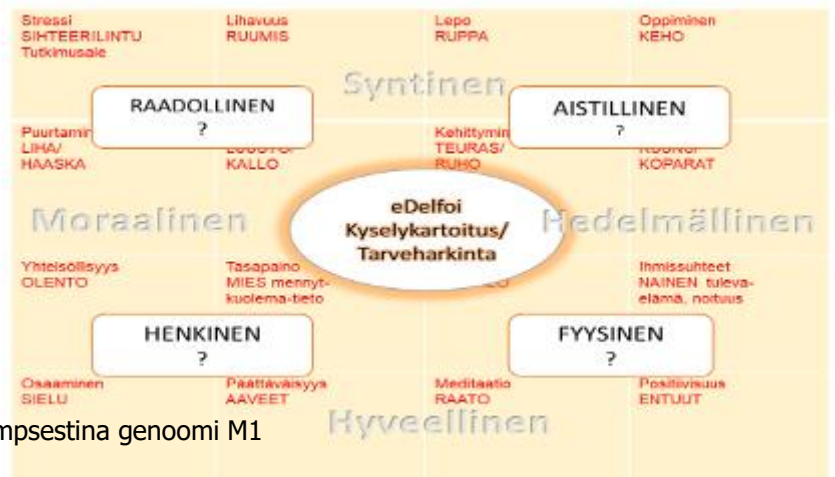 Stressi
SIHTEERILINTU
Tutkimusale
Lihavuus
RUUMIS
Lepo
RUPPA
Oppiminen
KEHO
Syntinen
RAADOLLINEN
?
AISTILLINEN
?
Puurtamin
LIHA/
HAASKA
KALLO
Kehittymin
TEURAS/
RUHO
KOPARAT
Moraalinen
eDelfoi
Kyselykartoitus/
Tarveharkinta
Hedelmällinen
Yhteisöllisyys
OLENTO
Tasapaino
MIES mennyt-
kuolema-tieto
Ihmissuhteet
NAINEN tuleva-
elämä, noituus
HENKINEN
?
FYYSINEN
?
Osaaminen
SIELU
Päättäväisyys
AAVEET
Meditaatio
RAATO
Positiivisuus
ENTUUT
Hyveellinen
mpsestina genoomi M1